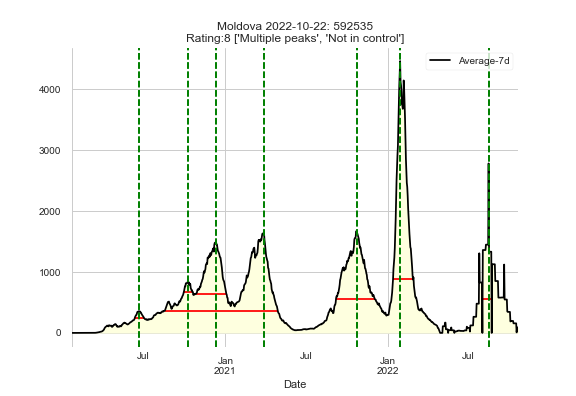 Moldova 2022-10-22: 592535
Rating:8 ['Multiple peaks', 'Not in control']
Average-7d
4000
3000
2000
1000
0
Jul
Jan
2021
Jul
Jan
2022
Jul
Date